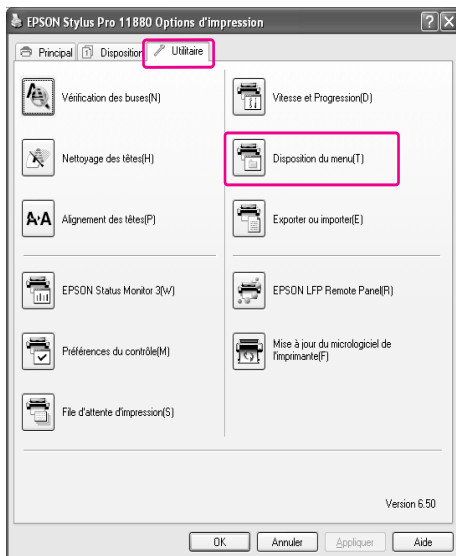 EPSON Stylus Pro 11880 Options d'impression
Principal
Disposition
Utilitaire
Vérification des buses(N)
Vitesse et Progression(D)
Nettoyage des têtes(H)
Disposition du menu(T)
Alignement des têtes(P)
Exporter ou importer(E)
EPSON Status Monitor 3(W)
EPSON LFP Remote Panel(R)
Préférences du contrôle(M)
Mise à jour du micrologiciel de
l'imprimante(F)
File d'attente d'impression(S)
Version 6.50
OK
Annuler
Appliquer
Aide